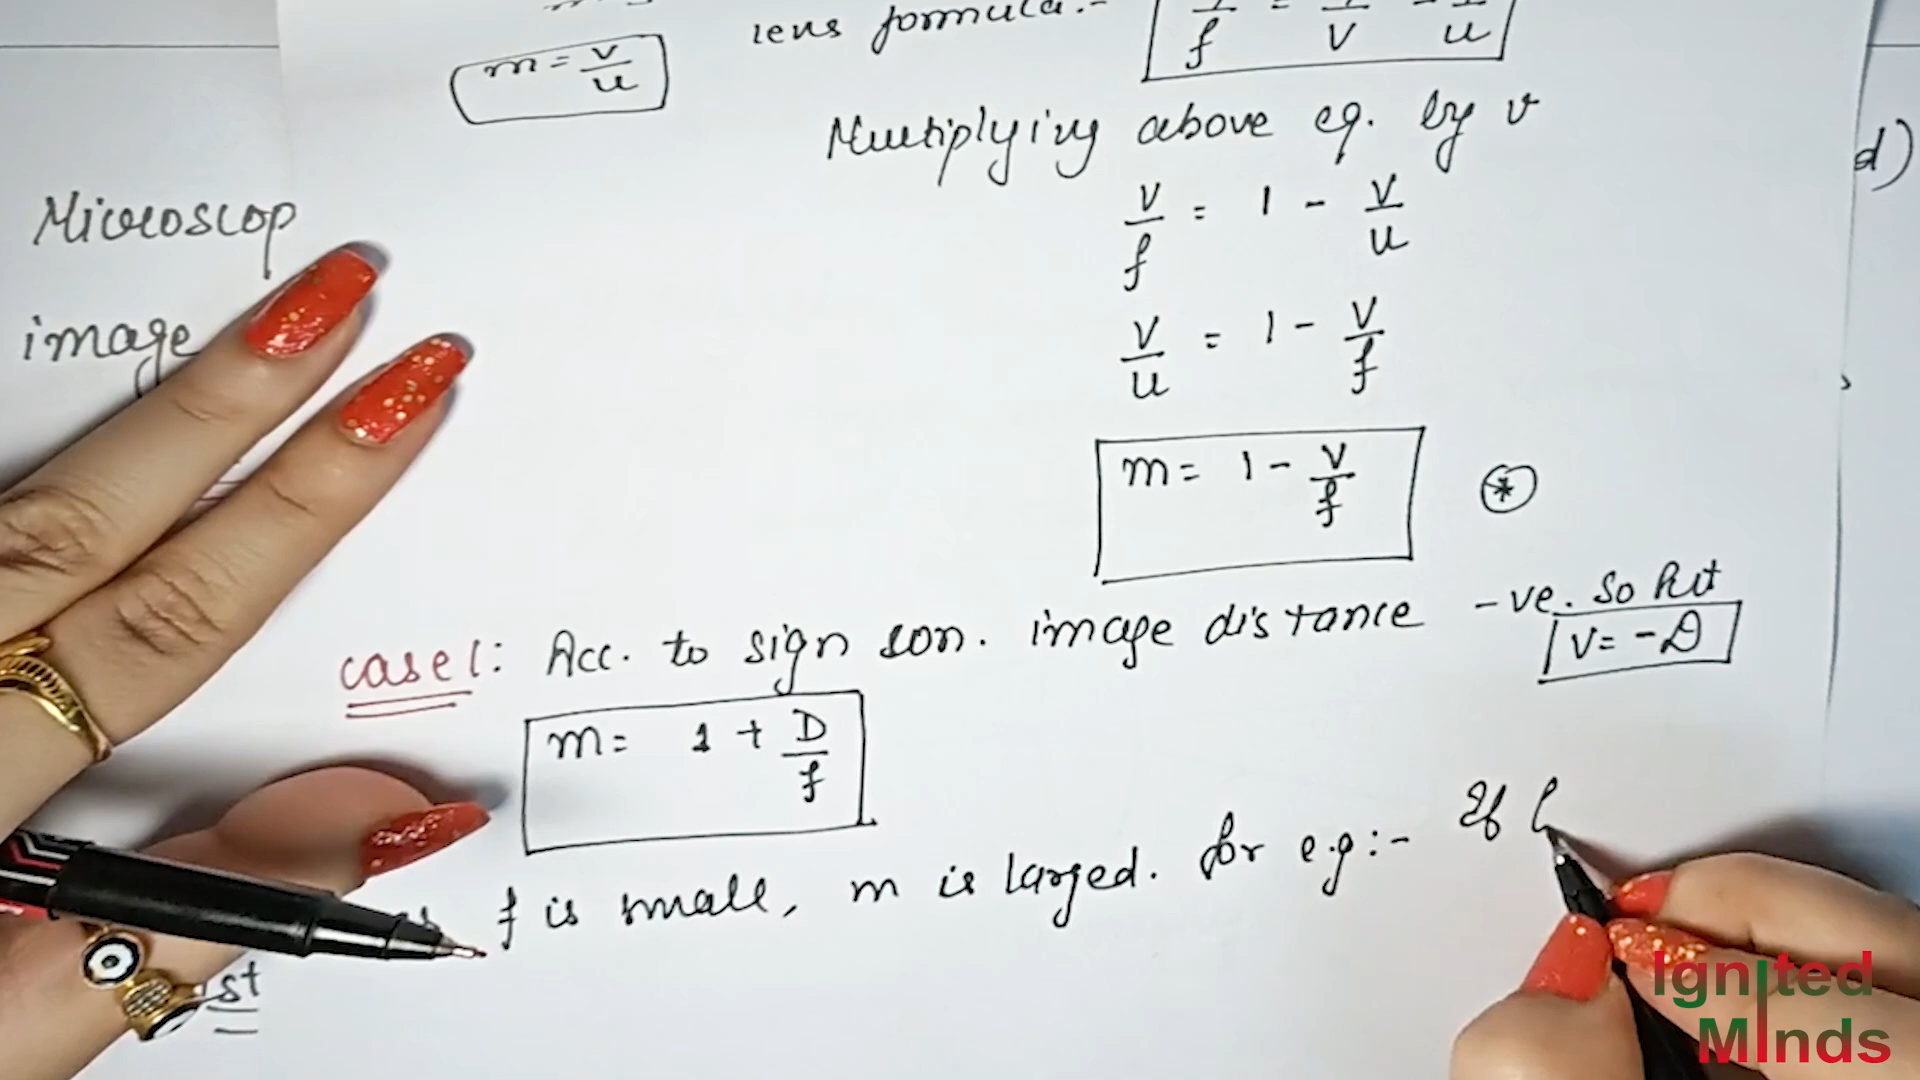 lens formula:-
m = v/u
f v u
Multiplying above eq. by v
d)
v/f = 1 - v/u
Microscop
image
v/u = 1 - v/f
m = 1 - v/f *
case 1: Acc. to sign con. image distance -ve. So Put
v = -D
m = 1 + D/f
f is small, m is larged. for e.g:- If
st
Ignited
Minds